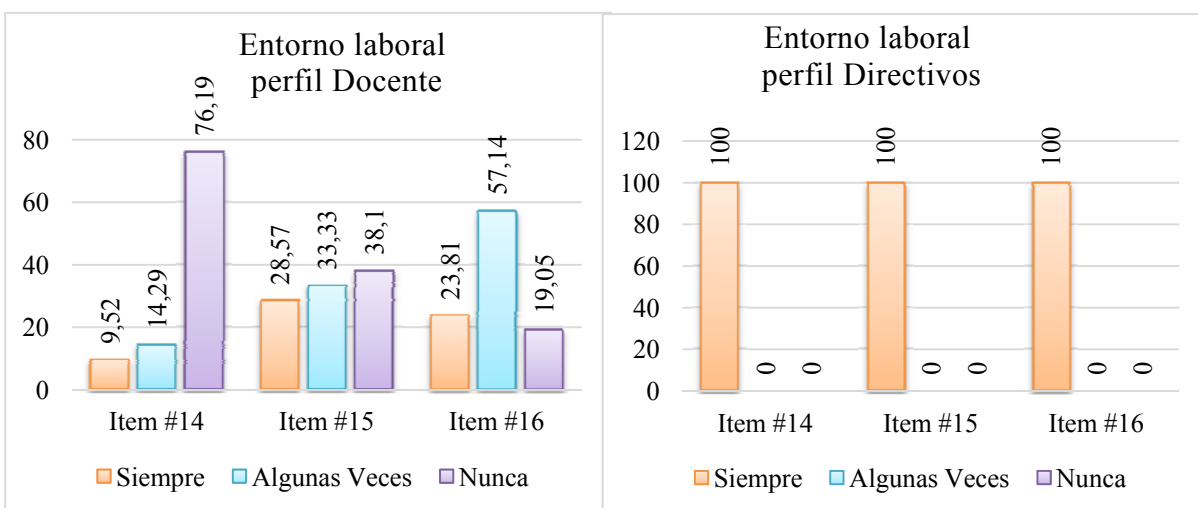 Entorno laboral
perfil Docente
80
60
40
20
0
9,52
14,29
76,19
28,57
33,33
38,1
23,81
57,14
19,05
Item #14
Item #15
Item #16
Siempre
Algunas Veces
Nunca
Entorno laboral
perfil Directivos
120
100
80
60
40
20
0
100
0
0
100
0
0
100
0
0
Item #14
Item #15
Item #16
Siempre
Algunas Veces
Nunca